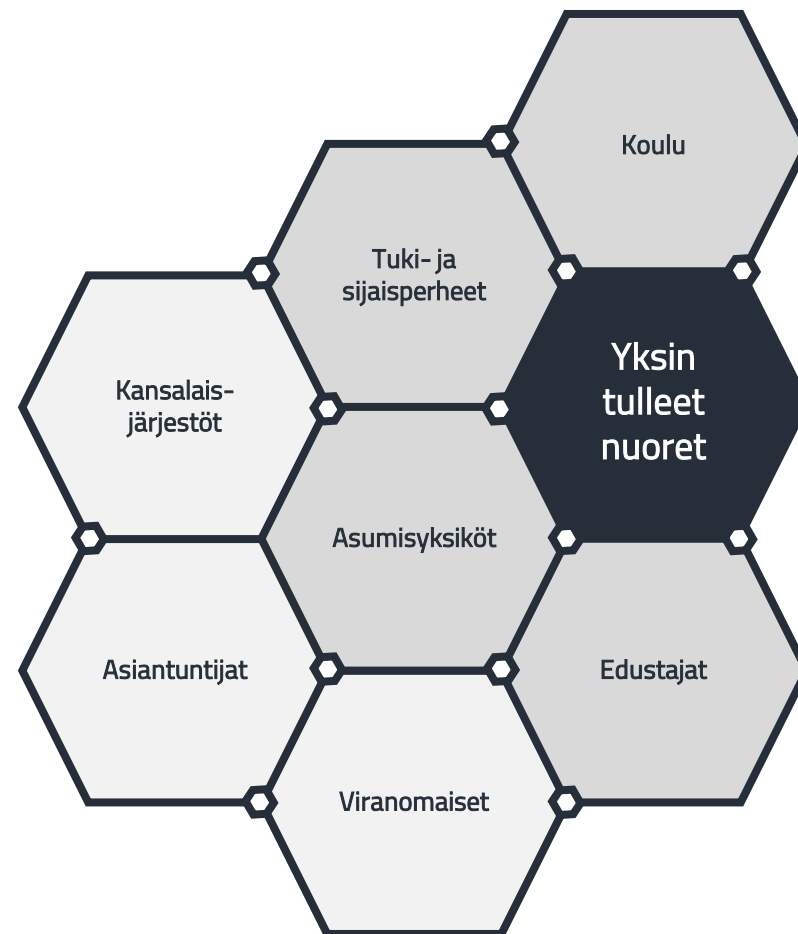 Koulu
Tuki- ja
sijaisperheet
Yksin
tulleet
nuoret
Kansalais-
järjestöt
Asumisyksiköt
Asiantuntijat
Edustajat
Viranomaiset